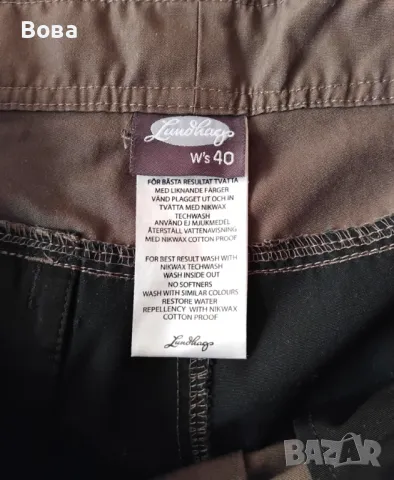 Вова
Lundhags
W's 40
FÖR BÄSTA RESULTAT TVÄTTA
MED LIKNANDE FÄRGER
VÄND PLAGGET UT OCH IN
TVÄTTA MED NIKWAX
TECHWASH
ANVÄND EJ MJUKMEDEL
ÅTERSTÄLL VATTENAVISNING
MED NIKWAX COTTON PROOF
FOR BEST RESULT WASH WITH
NIKWAX TECHWASH
WASH INSIDE OUT
NO SOFTNERS
WASH WITH SIMILAR COLOURS
RESTORE WATER
REPELLENCY WITH NIKWAX
COTTON PROOF
Lundhags
BAZAR